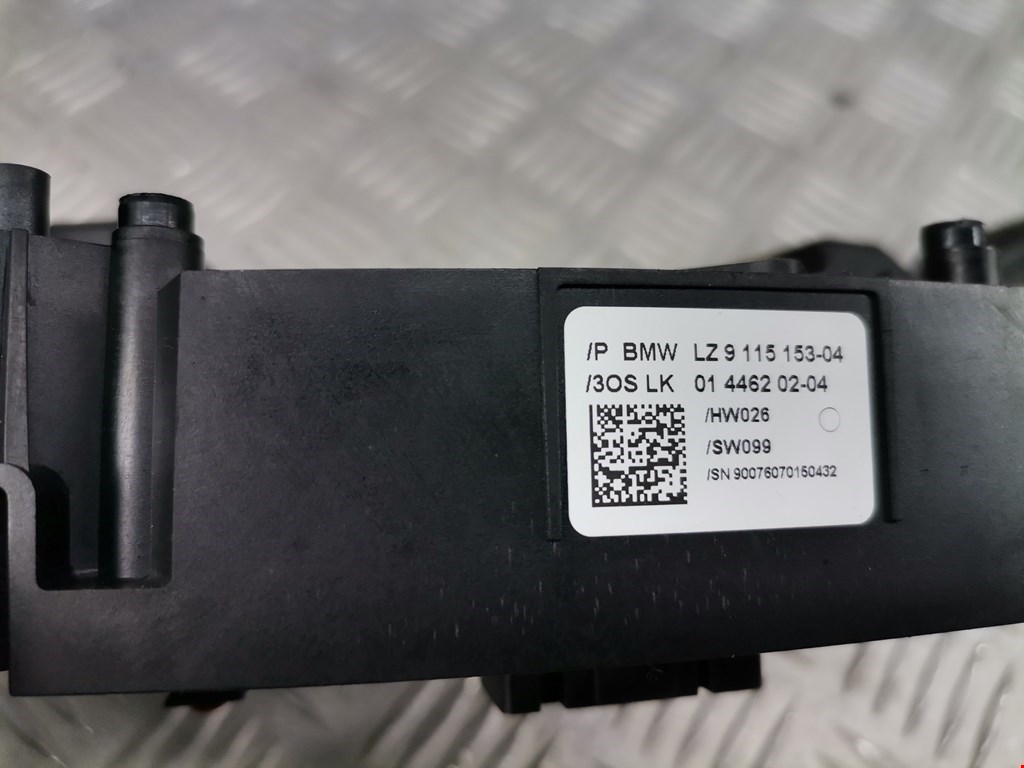 /P BMW LZ 9 115 153-04
/3OS LK 01 4462 02-04
/HW026
/SW099
/SN 90076070150432